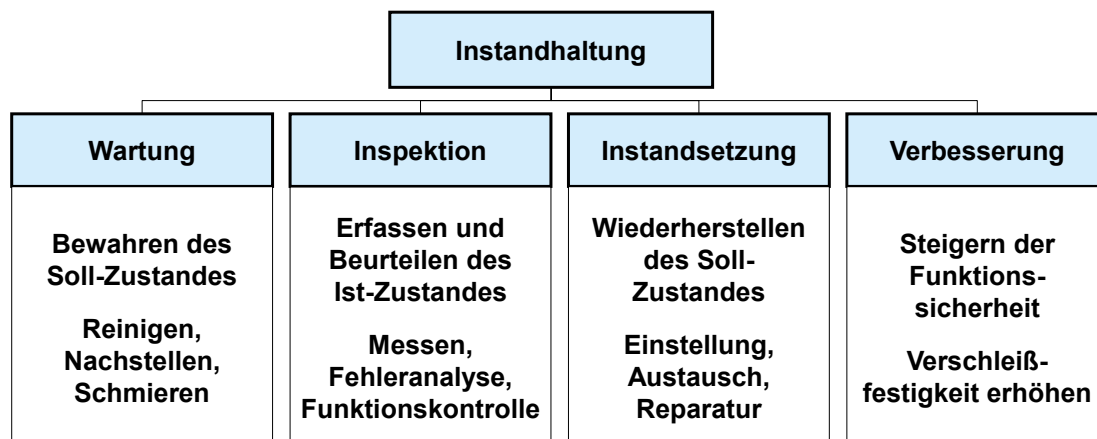 Instandhaltung
Wartung
Bewahren des
Soll-Zustandes
Reinigen,
Nachstellen,
Schmieren
Inspektion
Erfassen und
Beurteilen des
Ist-Zustandes
Messen,
Fehleranalyse,
Funktionskontrolle
Instandsetzung
Wiederherstellen
des Soll-
Zustandes
Einstellung,
Austausch,
Reparatur
Verbesserung
Steigern der
Funktions-
sicherheit
Verschleiß-
festigkeit erhöhen